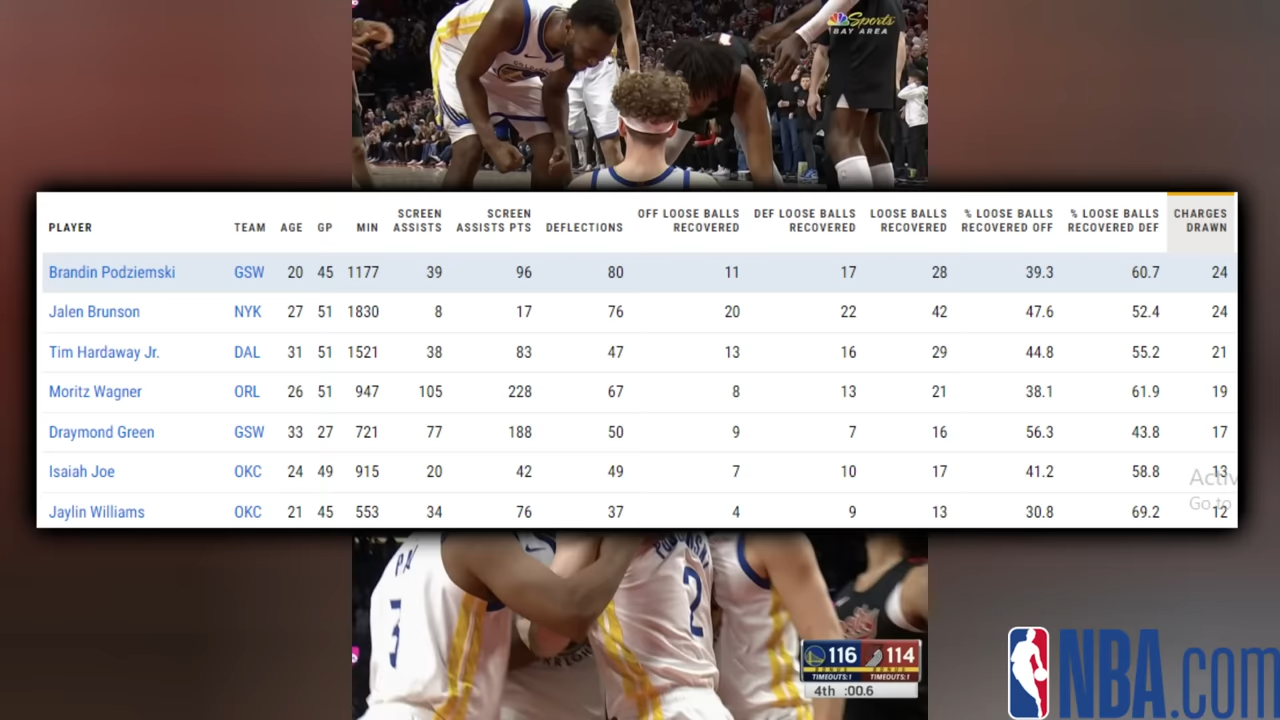 Sports
BAY AREA
PLAYER TEAM AGE GP MIN SCREEN ASSISTS SCREEN ASSISTS PTS DEFLECTIONS OFF LOOSE BALLS RECOVERED DEF LOOSE BALLS RECOVERED LOOSE BALLS RECOVERED % LOOSE BALLS RECOVERED OFF % LOOSE BALLS RECOVERED DEF CHARGES DRAWN
Brandin Podziemski GSW 20 45 1177 39 96 80 11 17 28 39.3 60.7 24
Jalen Brunson NYK 27 51 1830 8 17 76 20 22 42 47.6 52.4 24
Tim Hardaway Jr. DAL 31 51 1521 38 83 47 13 16 29 44.8 55.2 21
Moritz Wagner ORL 26 51 947 105 228 67 8 13 21 38.1 61.9 19
Draymond Green GSW 33 27 721 77 188 50 9 7 16 56.3 43.8 17
Isaiah Joe OKC 24 49 915 20 42 49 7 10 17 41.2 58.8 13
Activ
Jaylin Williams OKC 21 45 553 34 76 37 4 9 13 30.8 69.2 12
Go to
3
2
116 114
BONUS BONUS
TIMEOUTS:1 TIMEOUTS:1
4th :00.6
NBA.com